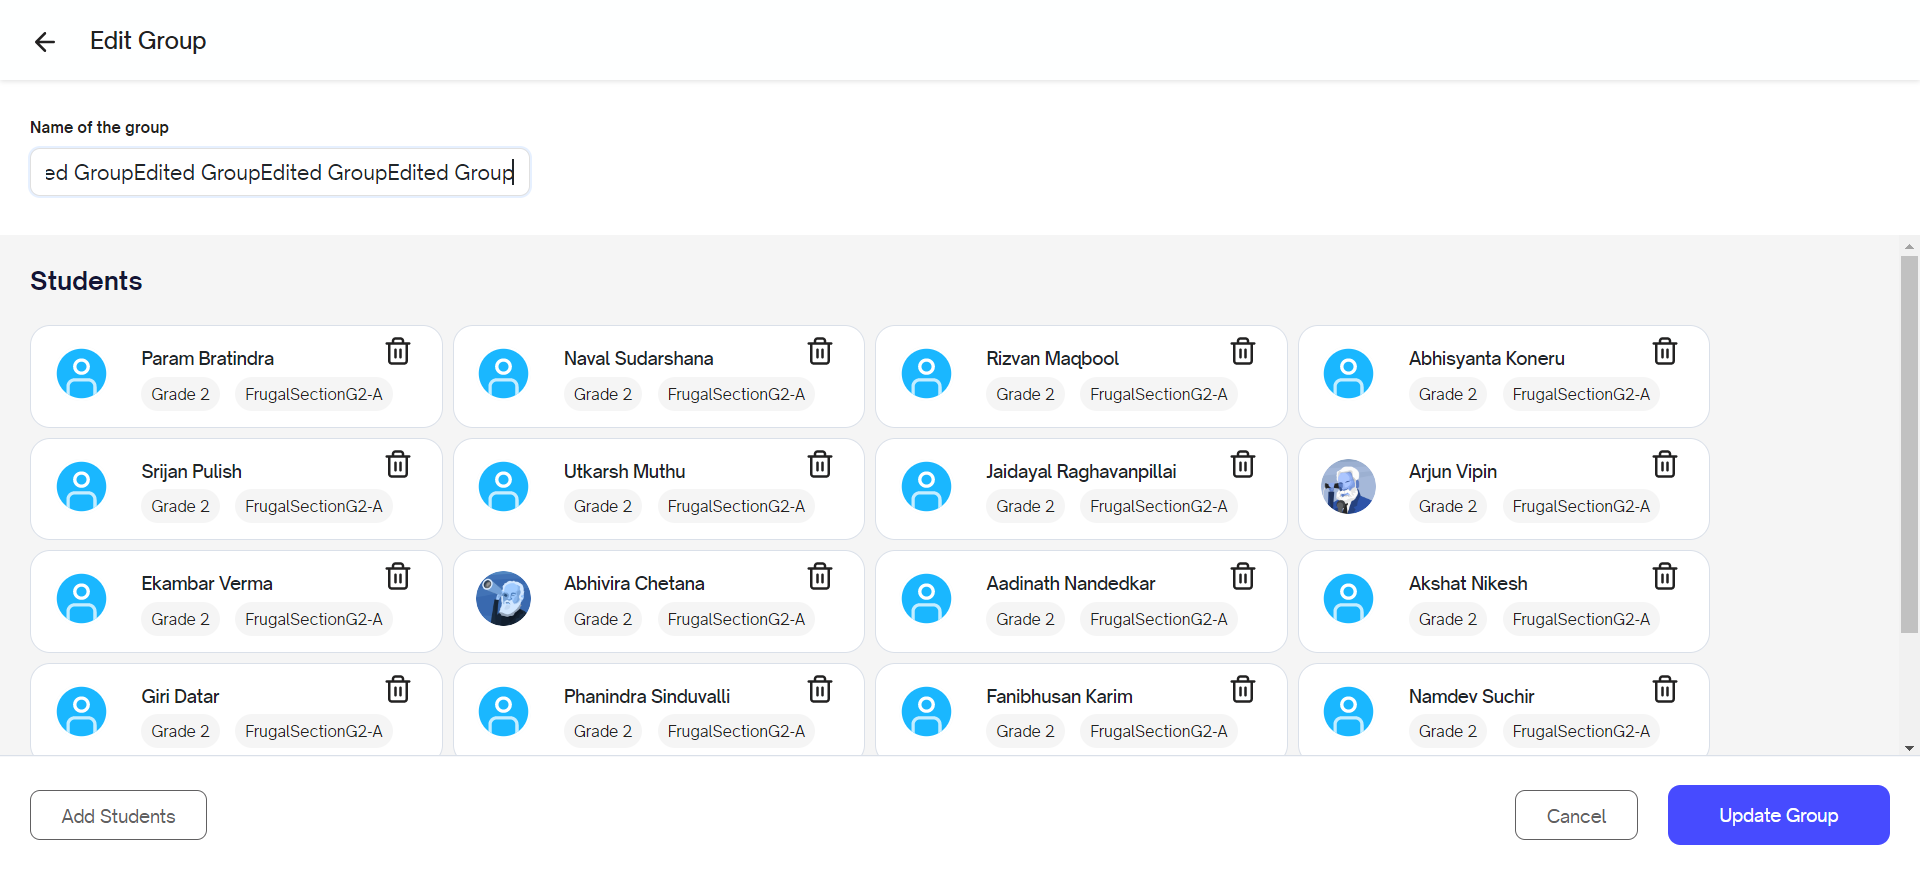 Edit Group
Name of the group
ed GroupEdited GroupEdited GroupEdited Group
Students
Param Bratindra
Grade 2 FrugalSectionG2-A
Naval Sudarshana
Grade 2 FrugalSectionG2-A
Rizvan Maqbool
Grade 2 FrugalSectionG2-A
Abhisyanta Koneru
Grade 2 FrugalSectionG2-A
Srijan Pulish
Grade 2 FrugalSectionG2-A
Utkarsh Muthu
Grade 2 FrugalSectionG2-A
Jaidayal Raghavanpillai
Grade 2 FrugalSectionG2-A
Arjun Vipin
Grade 2 FrugalSectionG2-A
Ekambar Verma
Grade 2 FrugalSectionG2-A
Abhivira Chetana
Grade 2 FrugalSectionG2-A
Aadinath Nandedkar
Grade 2 FrugalSectionG2-A
Akshat Nikesh
Grade 2 FrugalSectionG2-A
Giri Datar
Grade 2 FrugalSectionG2-A
Phanindra Sinduvalli
Grade 2 FrugalSectionG2-A
Fanibhusan Karim
Grade 2 FrugalSectionG2-A
Namdev Suchir
Grade 2 FrugalSectionG2-A
Add Students
Cancel
Update Group